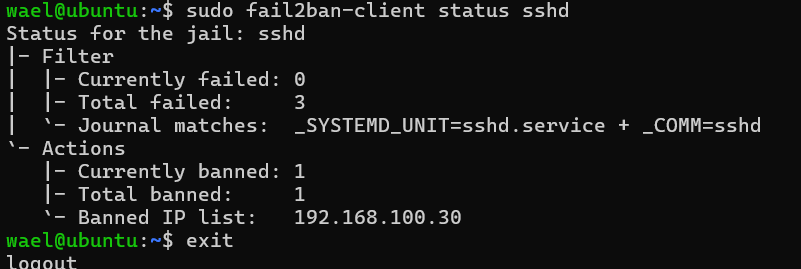 wael@ubuntu:~$ sudo fail2ban-client status sshd
Status for the jail: sshd
|- Filter
|  |- Currently failed: 0
|  |- Total failed:     3
|  `- Journal matches:  _SYSTEMD_UNIT=sshd.service + _COMM=sshd
`- Actions
   |- Currently banned: 1
   |- Total banned:     1
   `- Banned IP list:   192.168.100.30
wael@ubuntu:~$ exit
logout